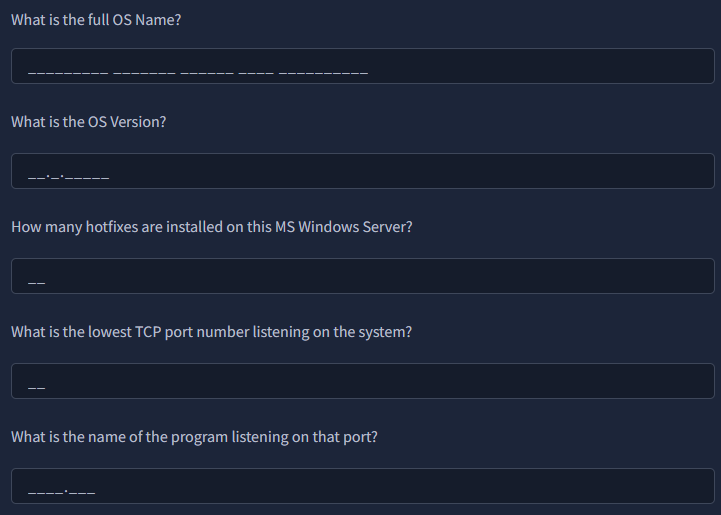 What is the full OS Name?
_________ _______ ______ ____ __________
What is the OS Version?
__._._____
How many hotfixes are installed on this MS Windows Server?
__
What is the lowest TCP port number listening on the system?
__
What is the name of the program listening on that port?
____.___